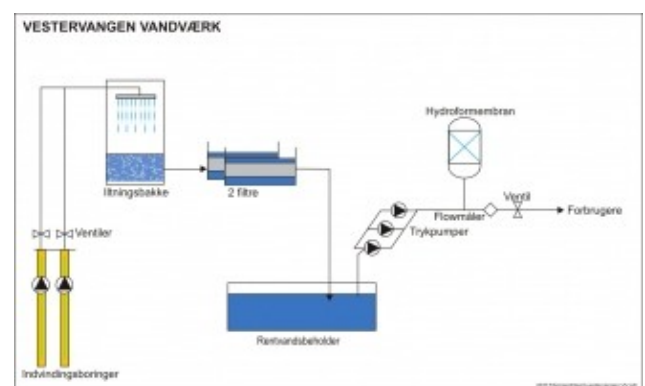 VESTERVANGEN VANDVÆRK
Hydroformembran
Iltningsbakke
2 filtre
Ventil
Flowmåler
Forbrugere
Trykpumper
Ventiler
Rentvandsbeholder
Indvindingsboringer